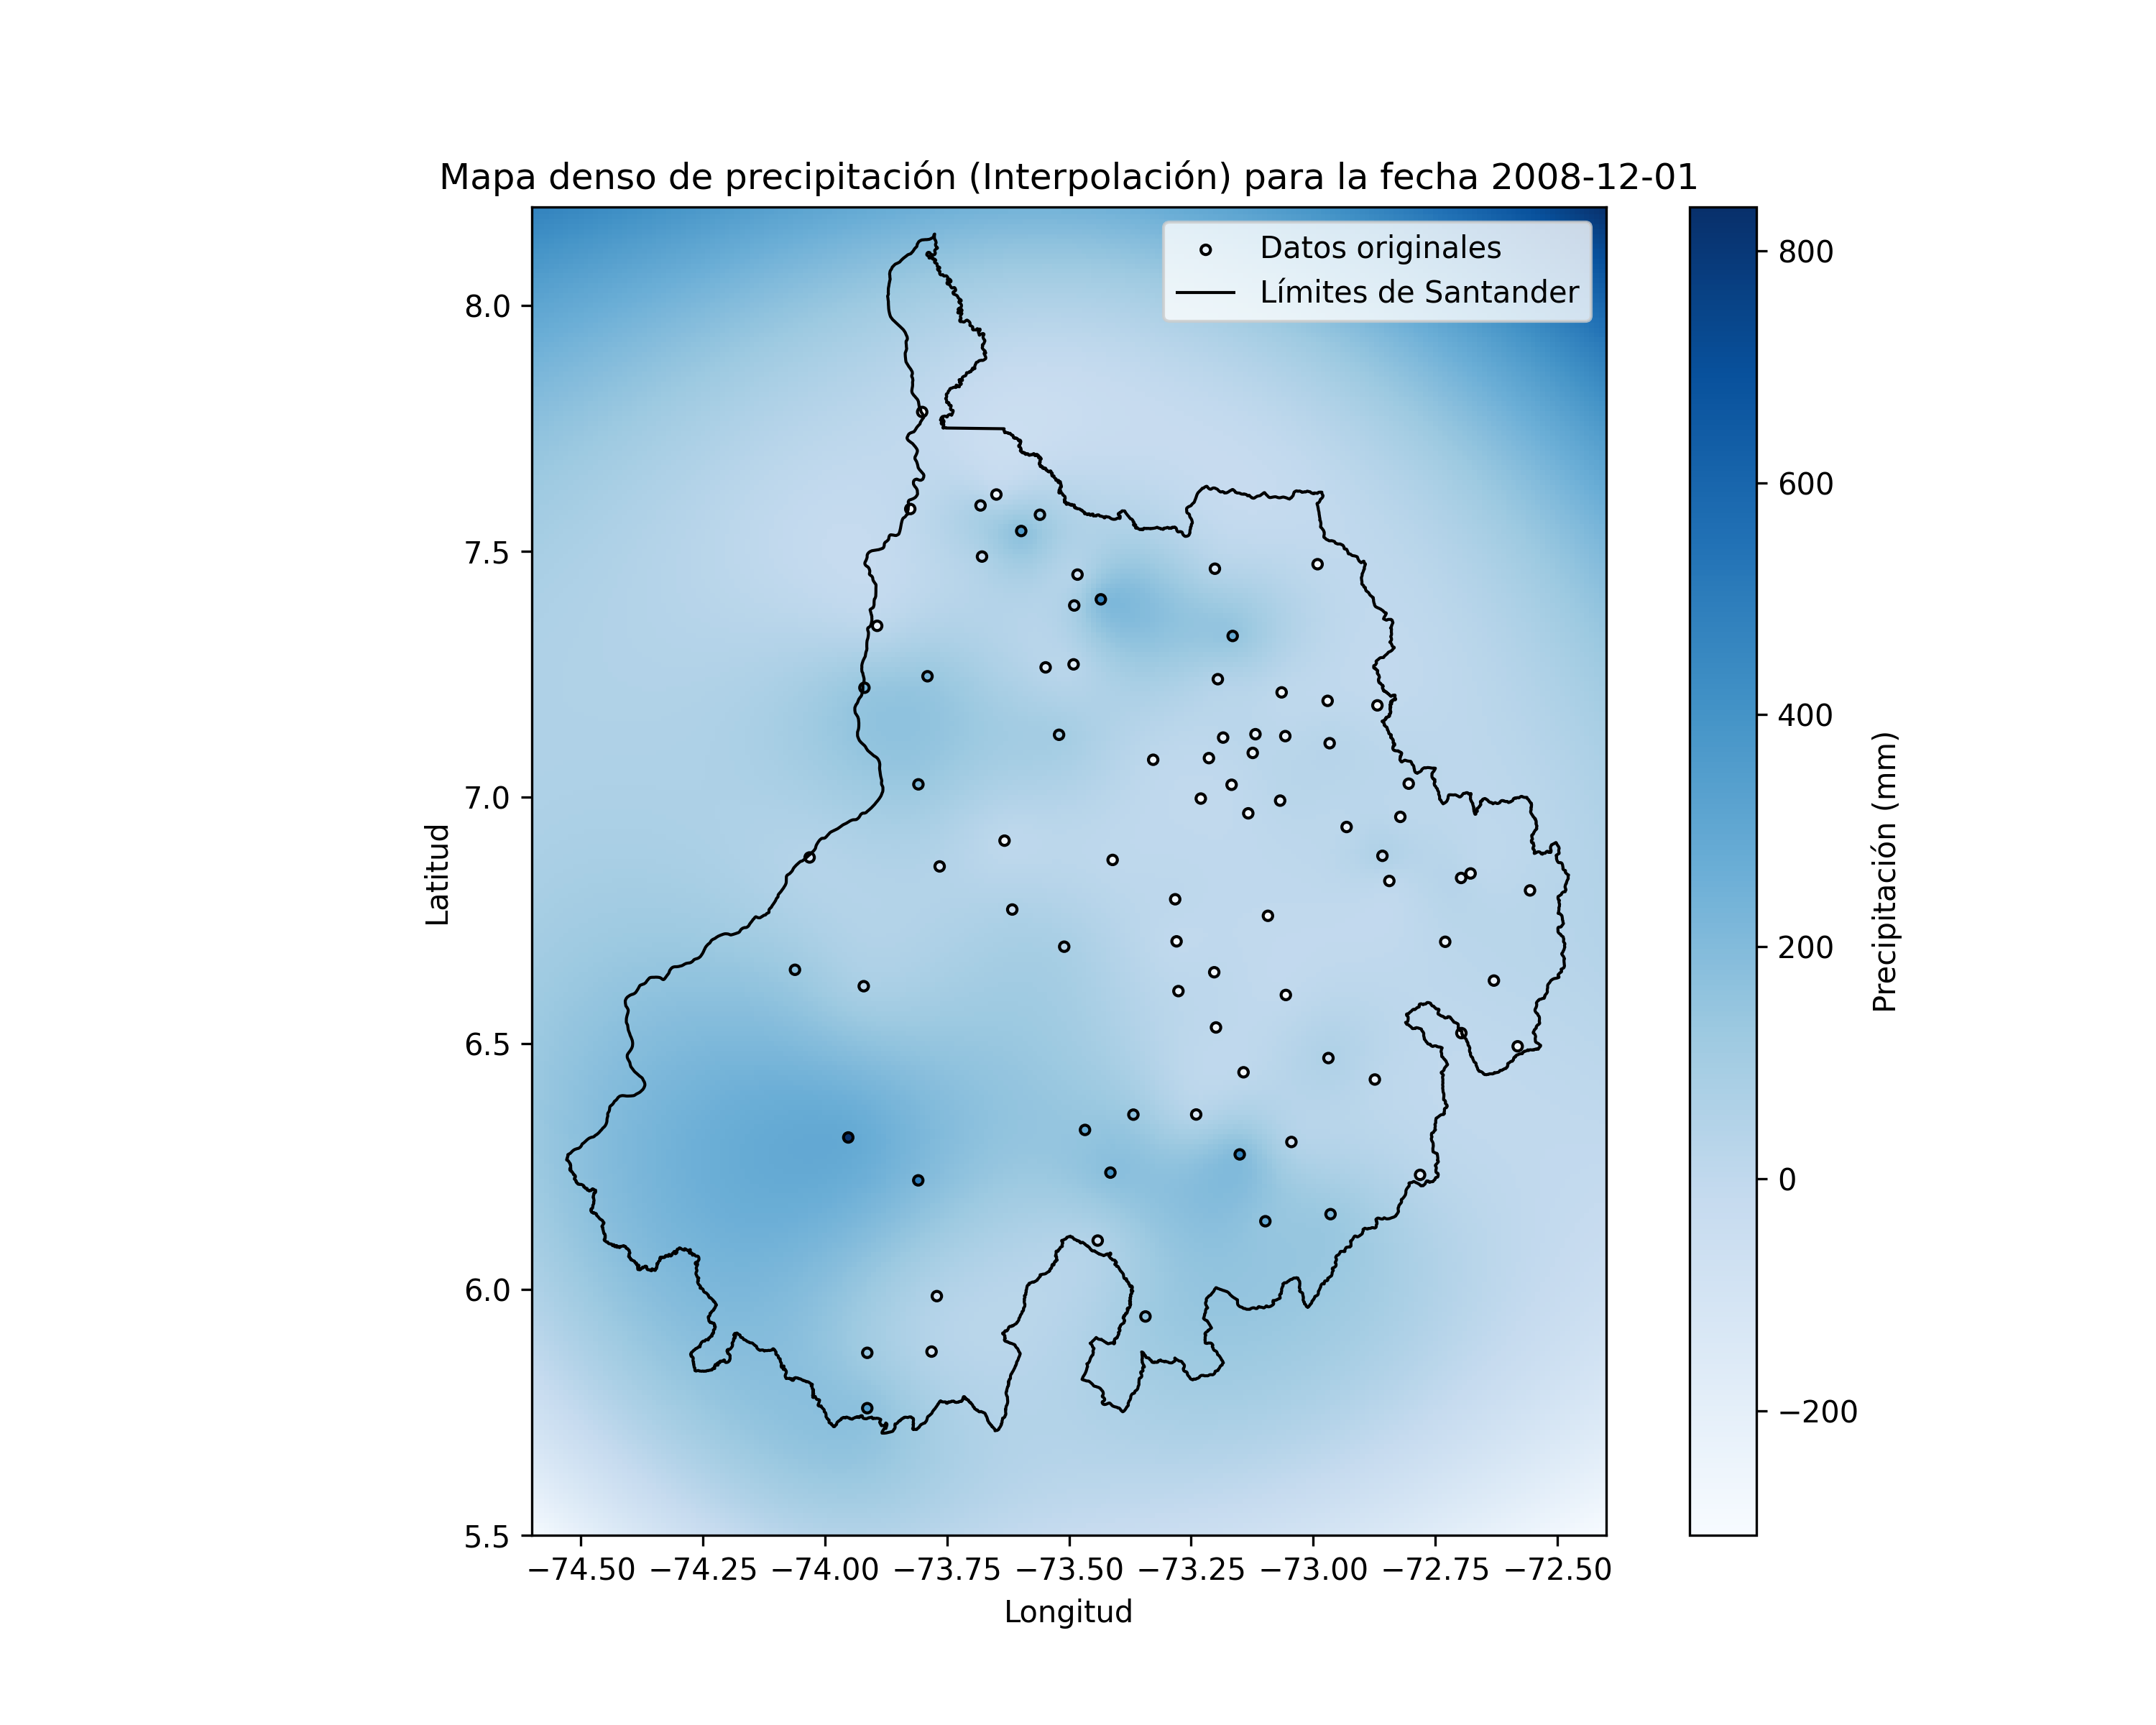 Mapa denso de precipitación (Interpolación) para la fecha 2008-12-01
Datos originales
Límites de Santander
8.0
7.5
7.0
6.5
6.0
5.5
Latitud
−74.50 −74.25 −74.00 −73.75 −73.50 −73.25 −73.00 −72.75 −72.50
Longitud
800
600
400
200
0
−200
Precipitación (mm)